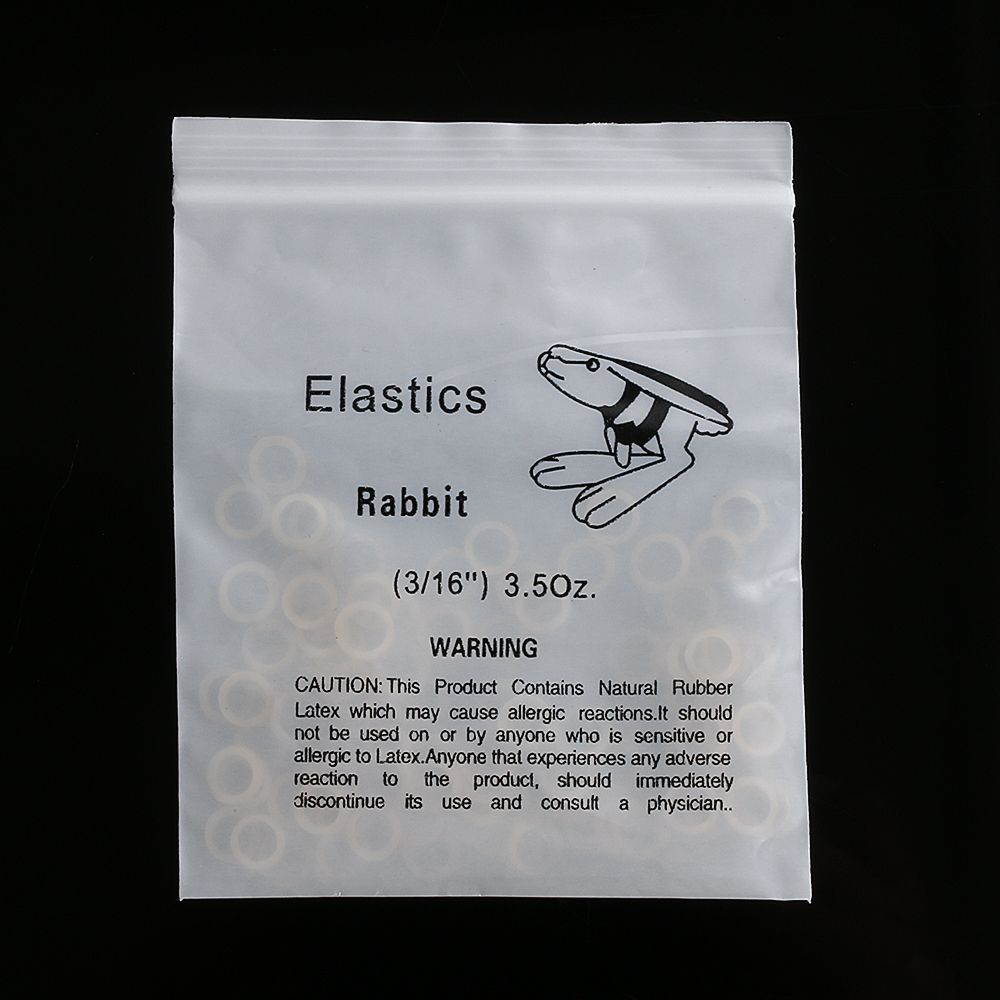 Elastics
Rabbit
(3/16") 3.5Oz.
WARNING
CAUTION: This Product Contains Natural Rubber
Latex which may cause allergic reactions.It should
not be used on or by anyone who is sensitive or
allergic to Latex.Anyone that experiences any adverse
reaction to the product, should immediately
discontinue its use and consult a physician..